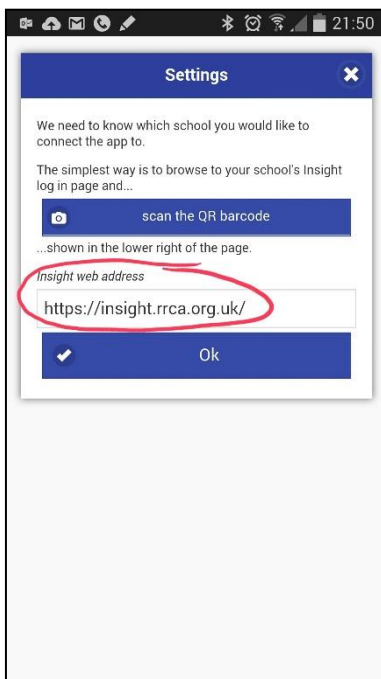 21:50
Settings
We need to know which school you would like to
connect the app to.
The simplest way is to browse to your school's Insight
log in page and...
scan the QR barcode
...shown in the lower right of the page.
Insight web address
https://insight.rrca.org.uk/
Ok